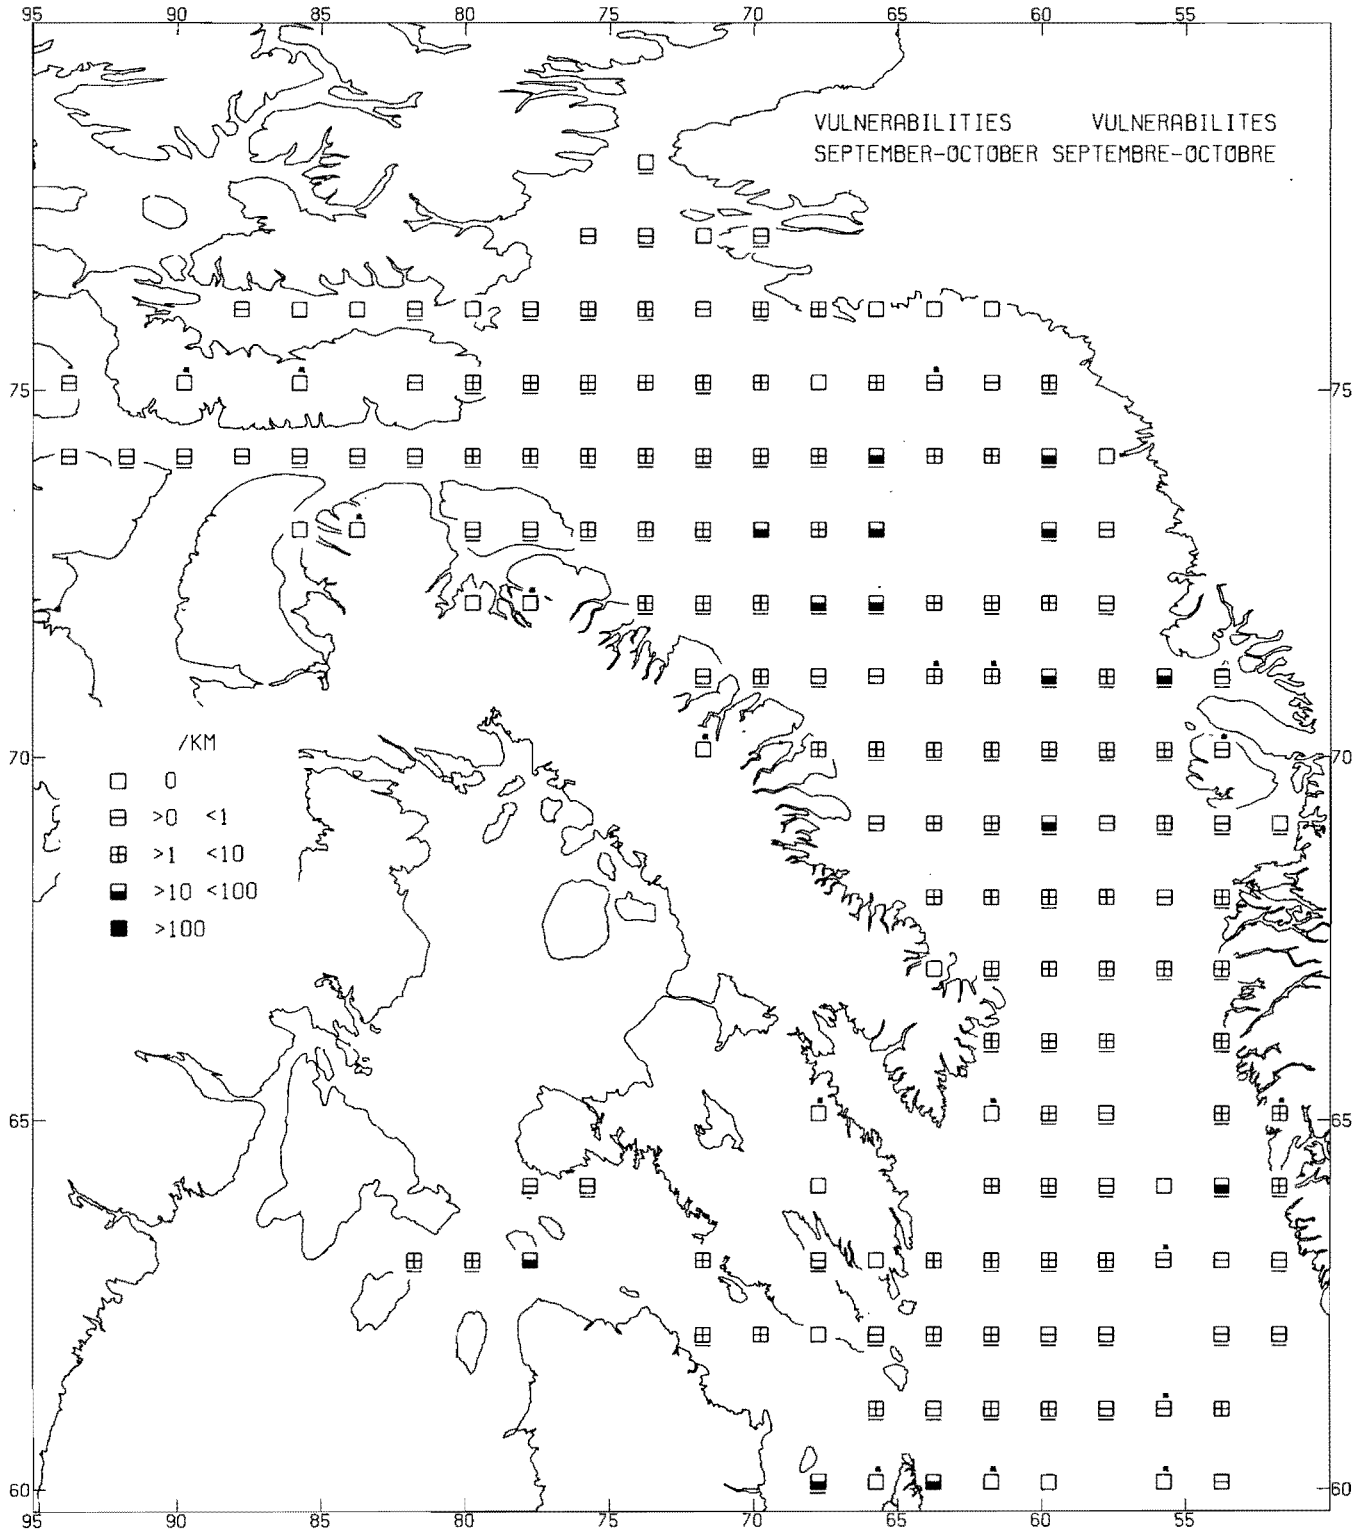 95 90 85 80 75 70 65 60 55
VULNERABILITIES VULNERABILITES
SEPTEMBER-OCTOBER SEPTEMBRE-OCTOBRE
75 75
/KM
70 70
0
>0 <1
>1 <10
>10 <100
>100
65 65
60 60
95 90 85 80 75 70 65 60 55